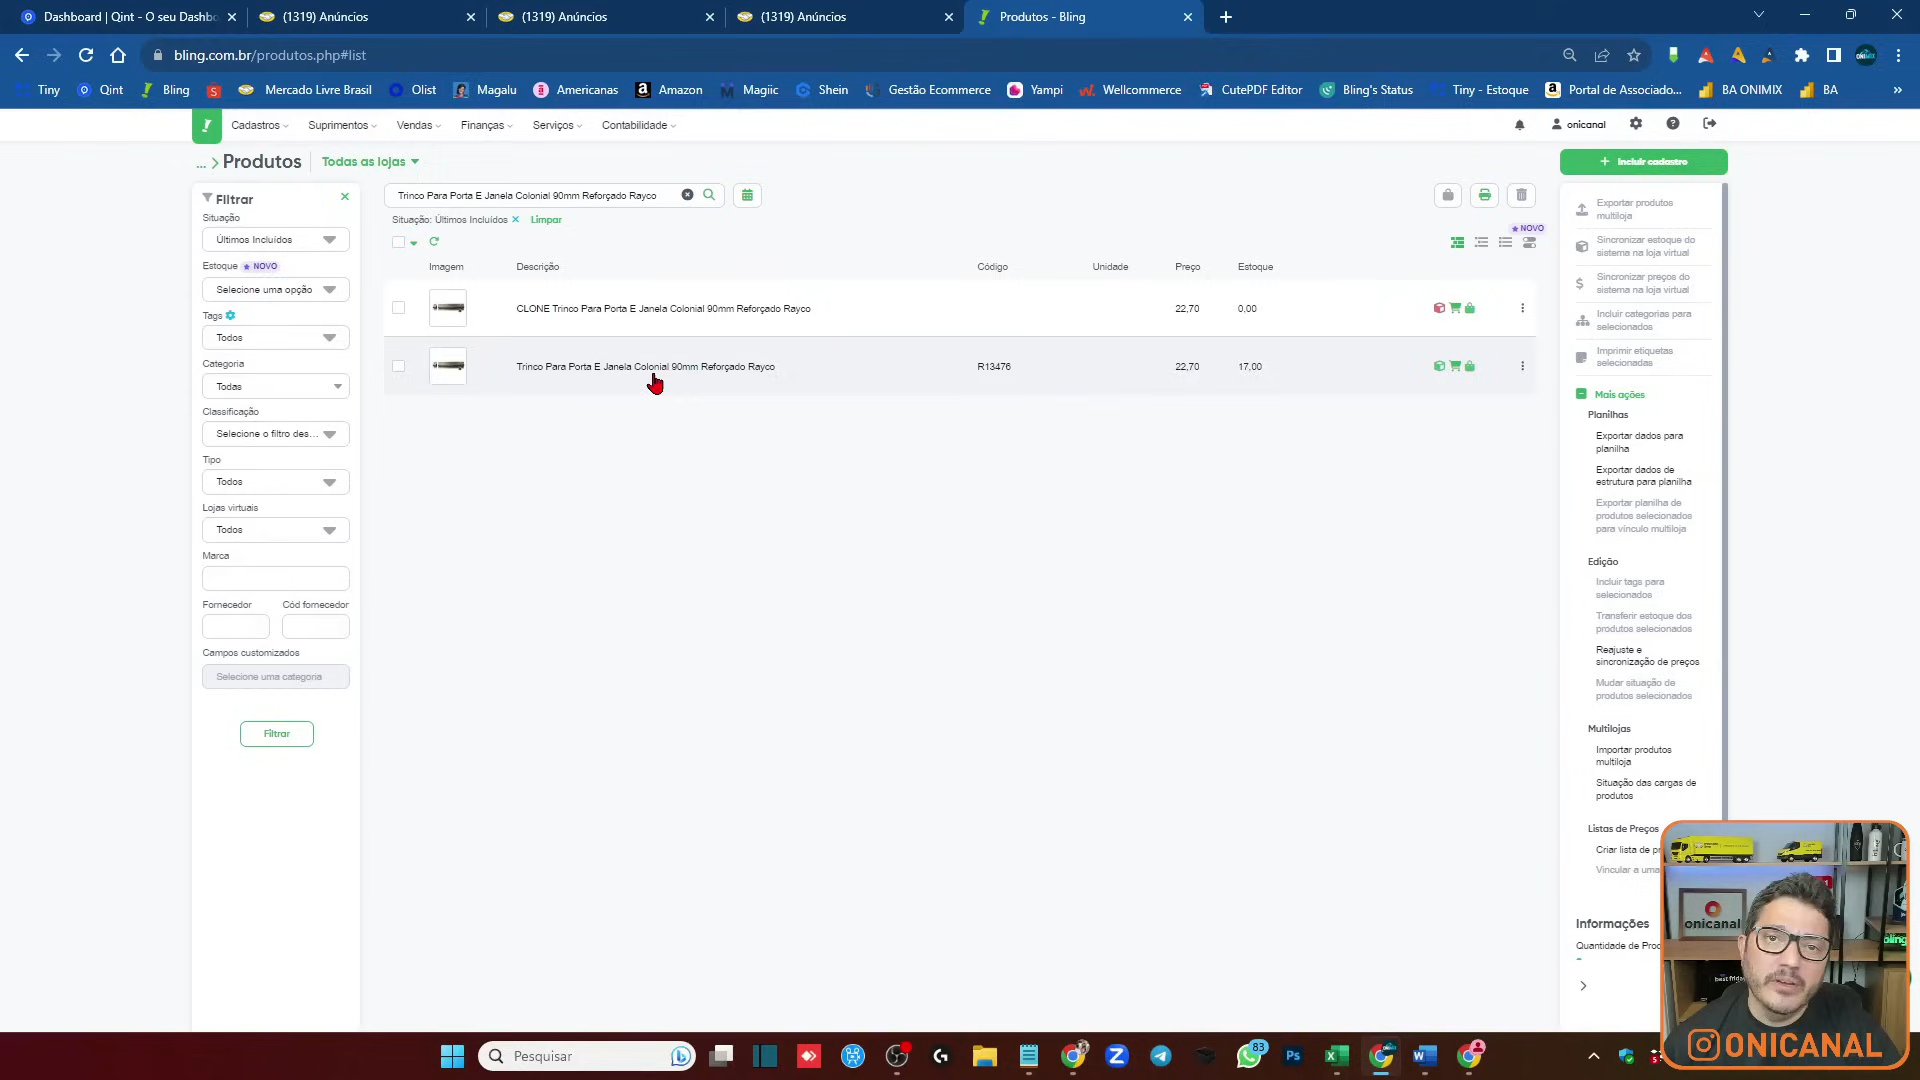 Dashboard | Qint - O seu Dashbo
(1319) Anúncios
(1319) Anúncios
(1319) Anúncios
Produtos - Bling
bling.com.br/produtos.php#list
Tiny
Qint
Bling
Mercado Livre Brasil
Olist
Magalu
Americanas
Amazon
Magiic
Shein
Gestão Ecommerce
Yampi
Wellcommerce
CutePDF Editor
Bling's Status
Tiny - Estoque
Portal de Associado...
BA ONIMIX
BA
»
Cadastros
Suprimentos
Vendas
Finanças
Serviços
Contabilidade
onicanal
... > Produtos
Todas as lojas
+ Incluir cadastro
Filtrar
Situação
Últimos Incluídos
Estoque
NOVO
Selecione uma opção
Tags
Todos
Categoria
Todas
Classificação
Selecione o filtro des...
Tipo
Todos
Lojas virtuais
Todos
Marca
Fornecedor
Cód fornecedor
Campos customizados
Selecione uma categoria
Filtrar
Trinco Para Porta E Janela Colonial 90mm Reforçado Rayco
Situação: Últimos Incluídos
Limpar
NOVO
Imagem
Descrição
Código
Unidade
Preço
Estoque
CLONE Trinco Para Porta E Janela Colonial 90mm Reforçado Rayco
22,70
0,00
Trinco Para Porta E Janela Colonial 90mm Reforçado Rayco
R13476
22,70
17,00
Exportar produtos
multiloja
Sincronizar estoque do
sistema na loja virtual
Sincronizar preços do
sistema na loja virtual
Incluir categorias para
selecionados
Imprimir etiquetas
selecionadas
Mais ações
Planilhas
Exportar dados para
planilha
Exportar dados de
estrutura para planilha
Exportar planilha de
produtos selecionados
para vínculo multiloja
Edição
Incluir tags para
selecionados
Transferir estoque dos
produtos selecionados
Reajuste e
sincronização de preços
Mudar situação de
produtos selecionados
Multilojas
Importar produtos
multiloja
Situação das cargas de
produtos
Listas de Preços
Criar lista de
Vincular a uma
Informações
Quantidade de
onicanal
bling
best friday
ONICANAL
Pesquisar
83